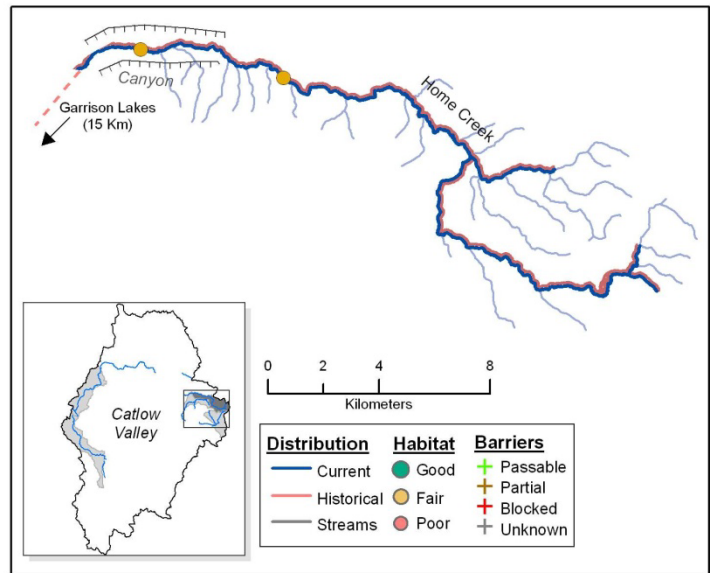 Canyon
Garrison Lakes
(15 Km)
Home Creek
Catlow
Valley
0 2 4 8
Kilometers
Distribution
Current
Historical
Streams
Habitat
Good
Fair
Poor
Barriers
Passable
Partial
Blocked
Unknown